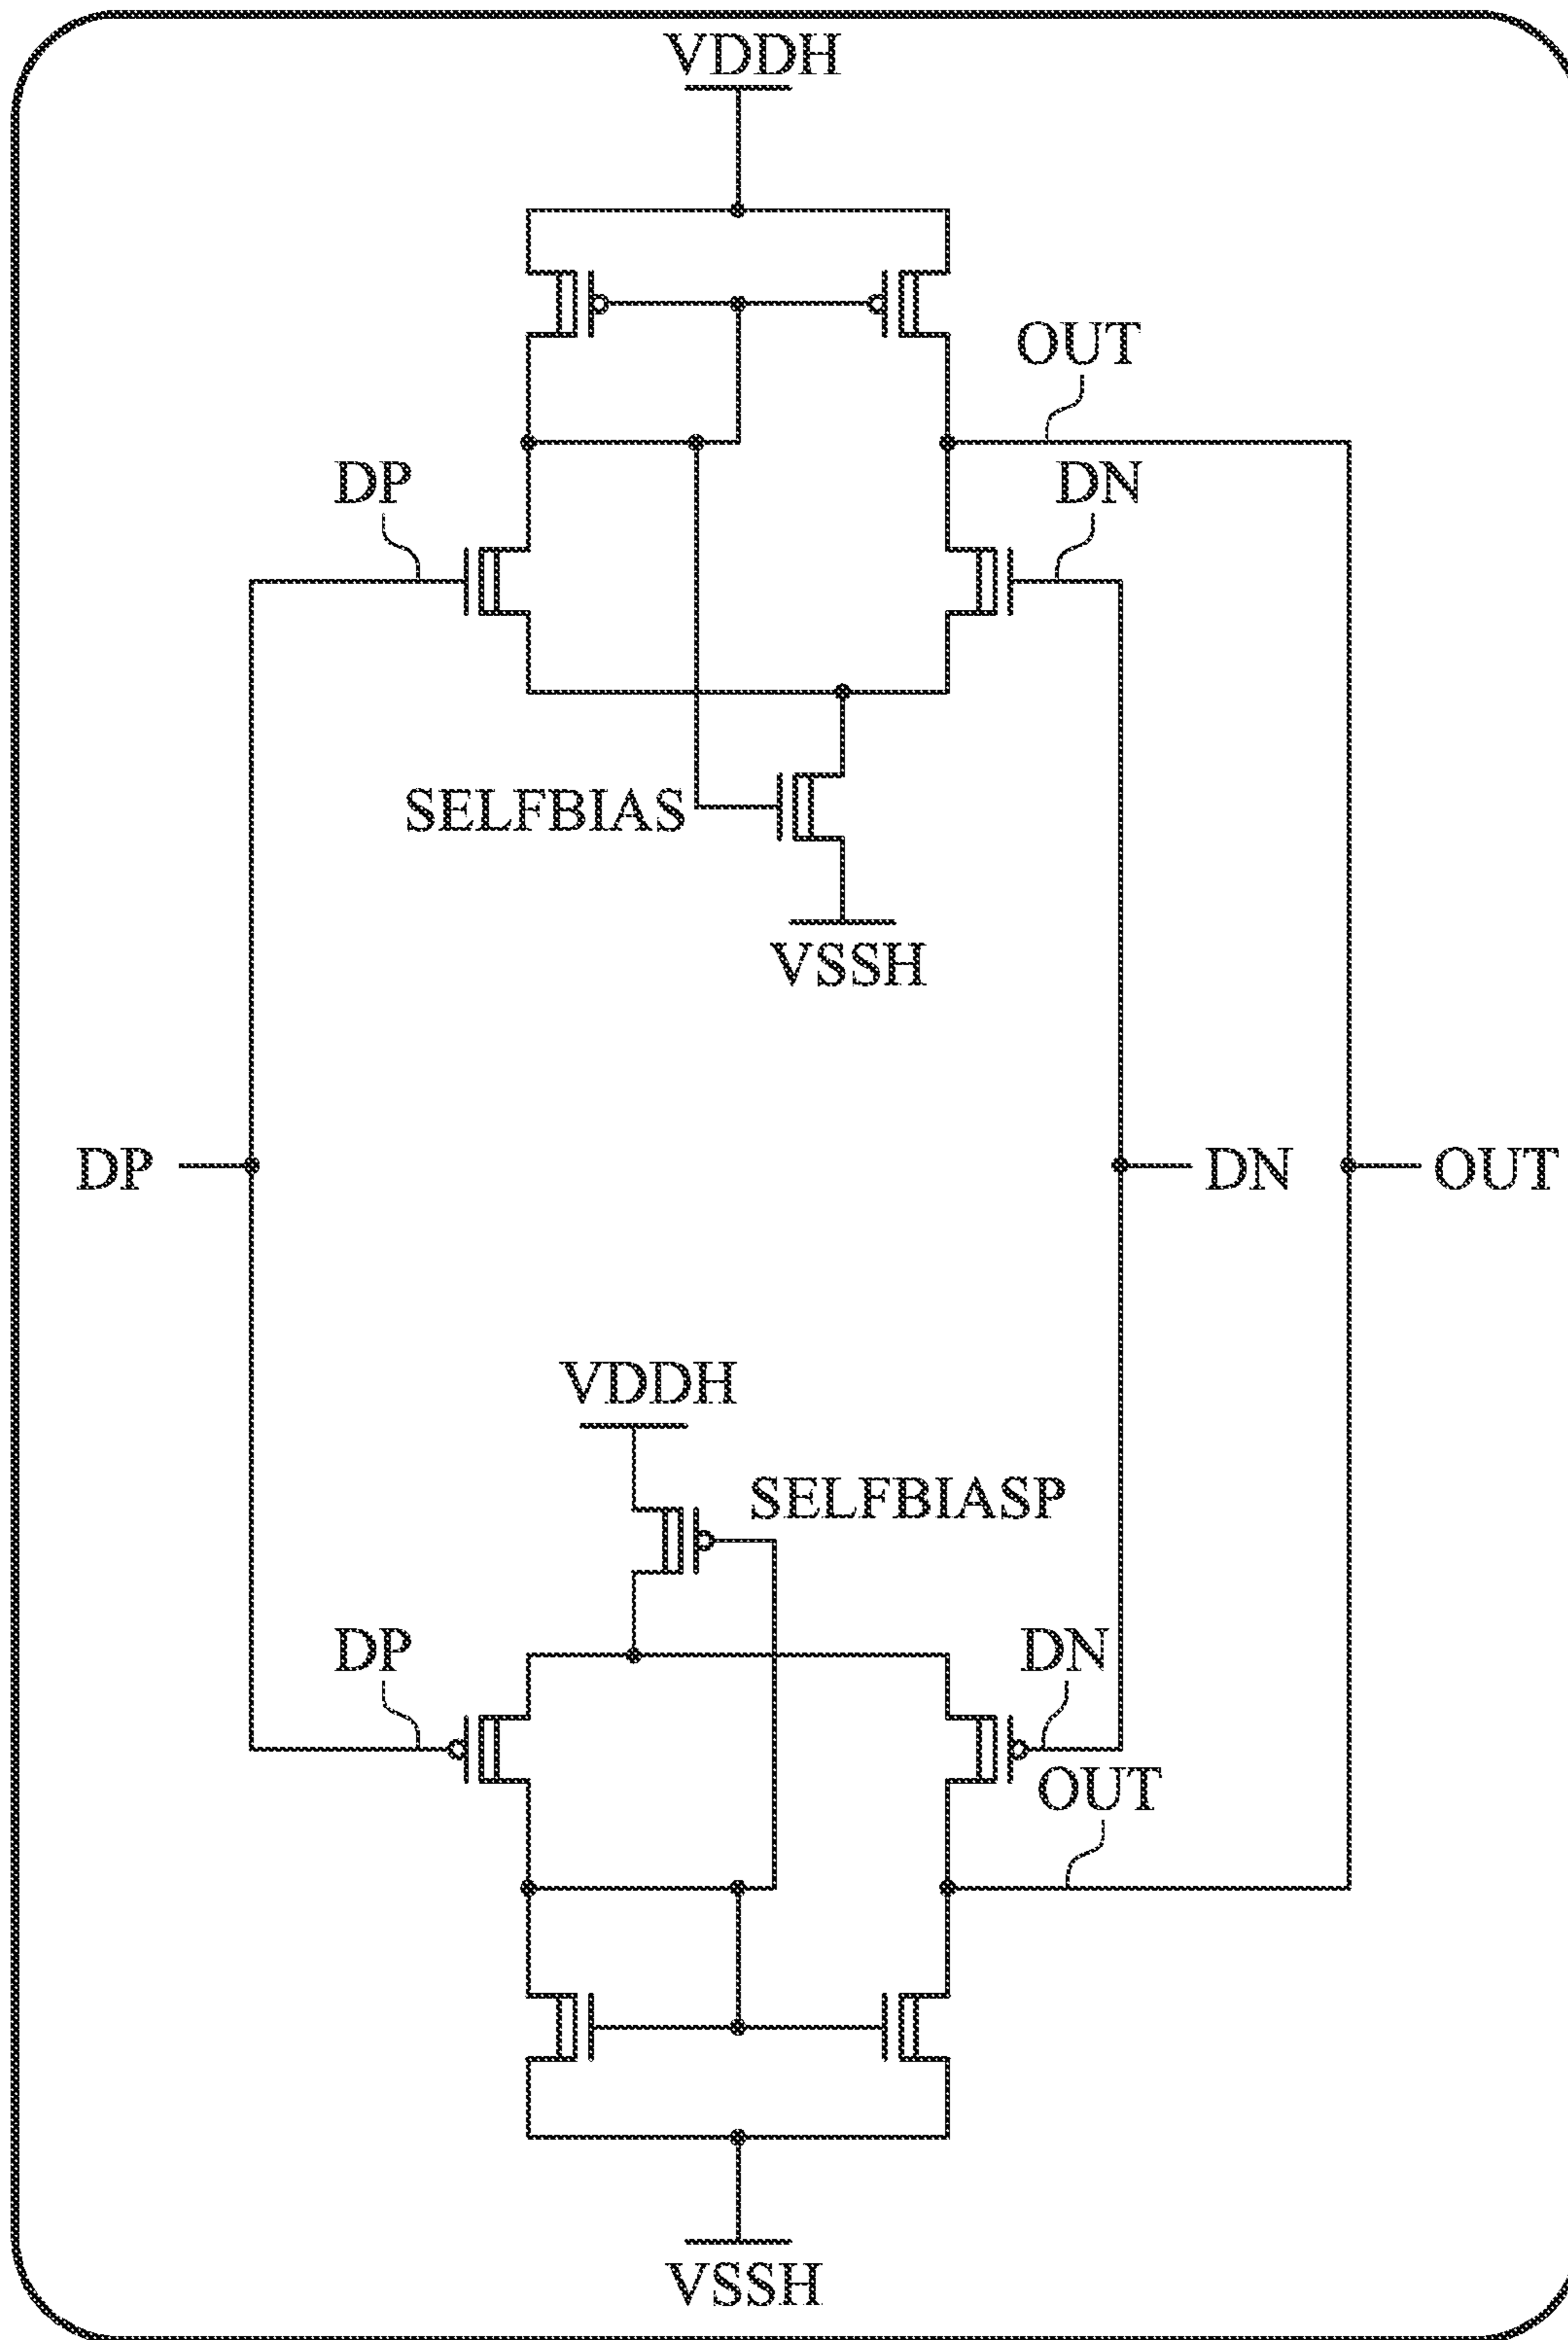 VDDH
OUT
DP
DN
SELFBIAS
VSSH
DP
DN
OUT
VDDH
SELFBIASP
DP
DN
OUT
VSSH